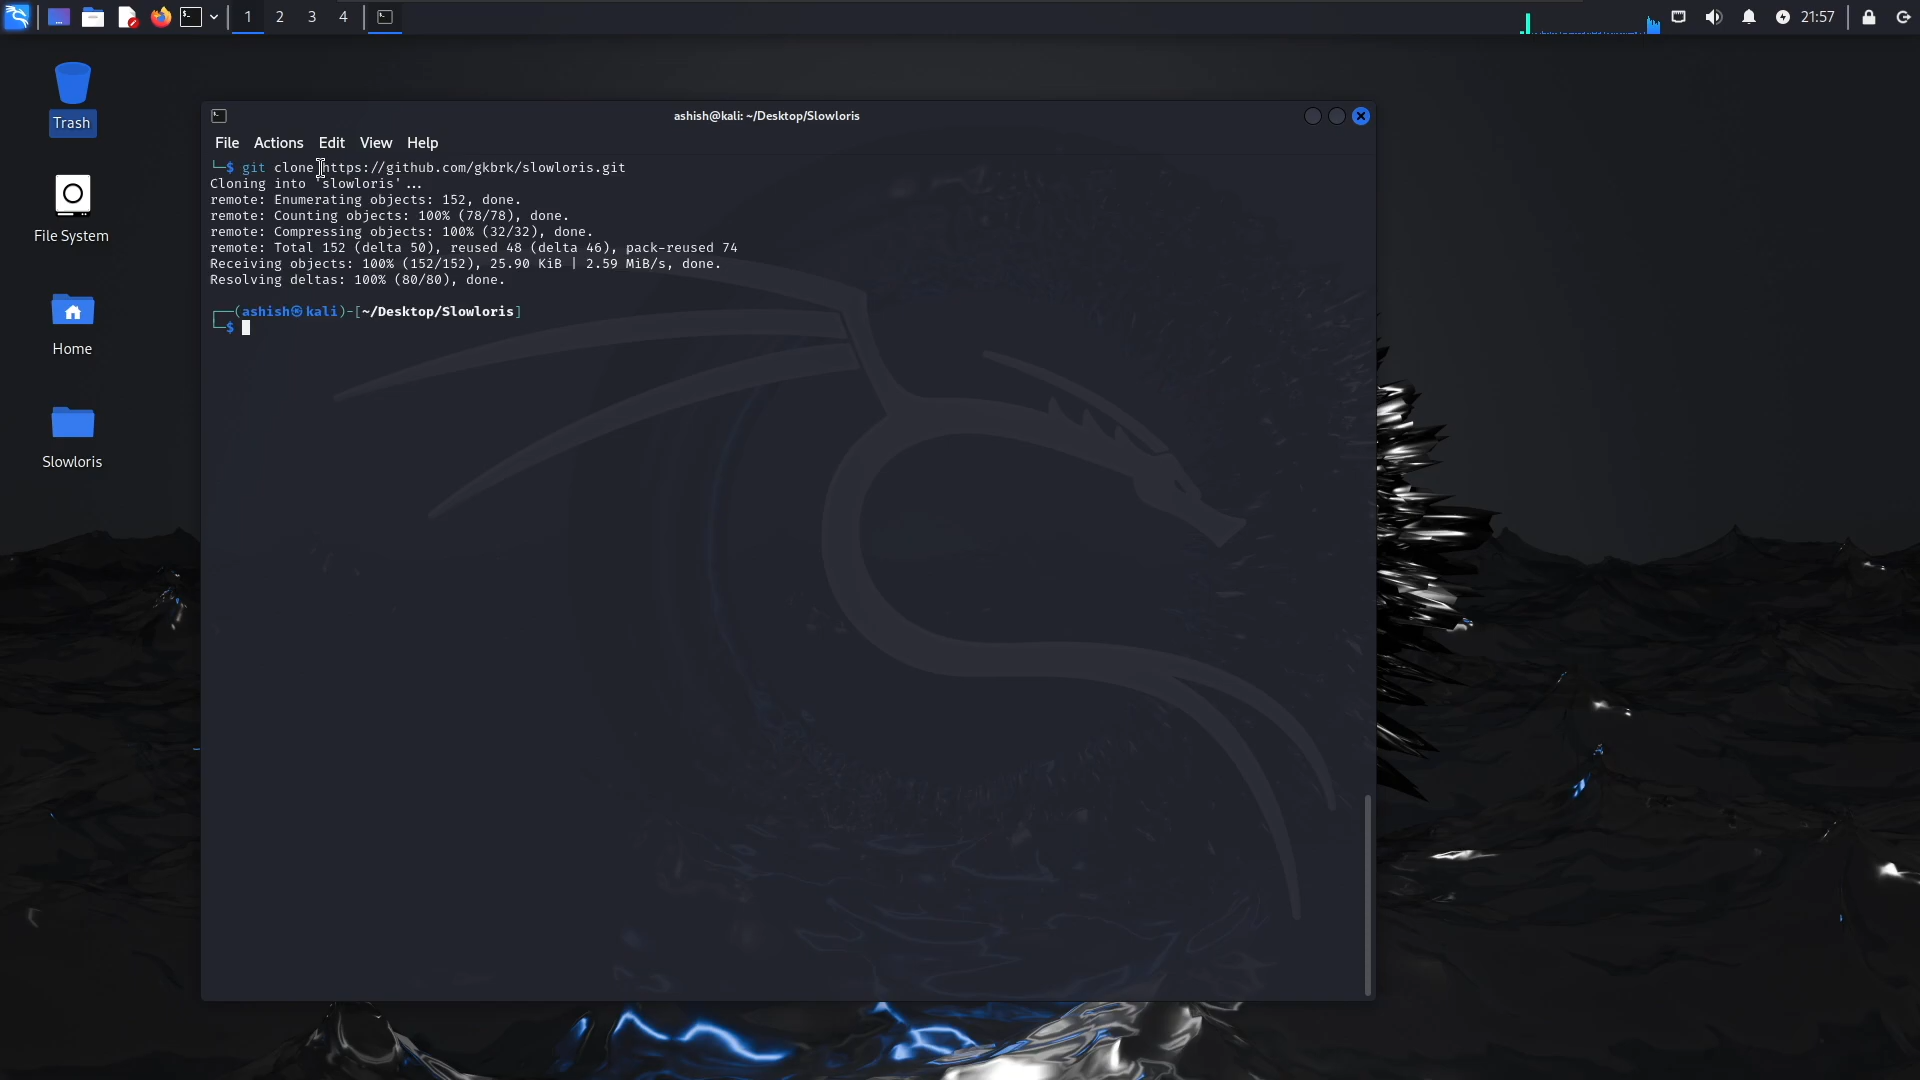 1 2 3 4
21:57
Trash
File System
Home
Slowloris
ashish@kali: ~/Desktop/Slowloris
File Actions Edit View Help
└─$ git clone https://github.com/gkbrk/slowloris.git
Cloning into 'slowloris'...
remote: Enumerating objects: 152, done.
remote: Counting objects: 100% (78/78), done.
remote: Compressing objects: 100% (32/32), done.
remote: Total 152 (delta 50), reused 48 (delta 46), pack-reused 74
Receiving objects: 100% (152/152), 25.90 KiB | 2.59 MiB/s, done.
Resolving deltas: 100% (80/80), done.
┌──(ashish㉿kali)-[~/Desktop/Slowloris]
└─$